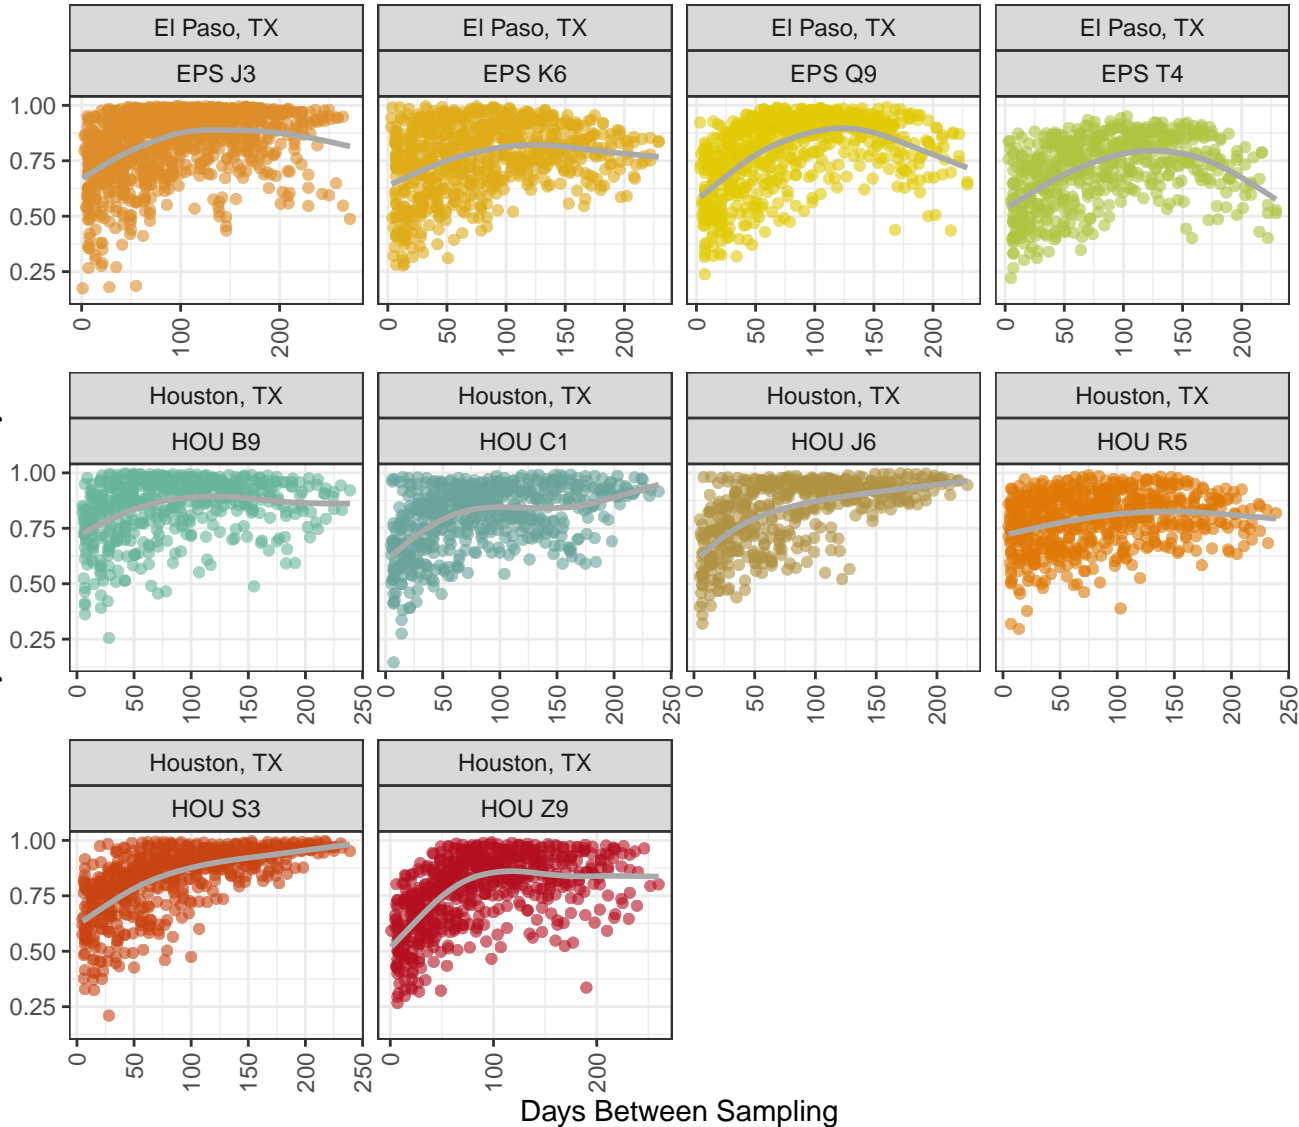 El Paso, TX El Paso, TX El Paso, TX El Paso, TX
EPS J3 EPS K6 EPS Q9 EPS T4
1.00
0.75
0.50
0.25
0 100 200 0 50 100 150 200 0 50 100 150 200 0 50 100 150 200
Houston, TX Houston, TX Houston, TX Houston, TX
HOU B9 HOU C1 HOU J6 HOU R5
1.00
0.75
0.50
0.25
0 50 100 150 200 250 0 50 100 150 200 250 0 50 100 150 200 0 50 100 150 200 250
Houston, TX Houston, TX
HOU S3 HOU Z9
1.00
0.75
0.50
0.25
0 50 100 150 200 250 0 100 200
Days Between Sampling